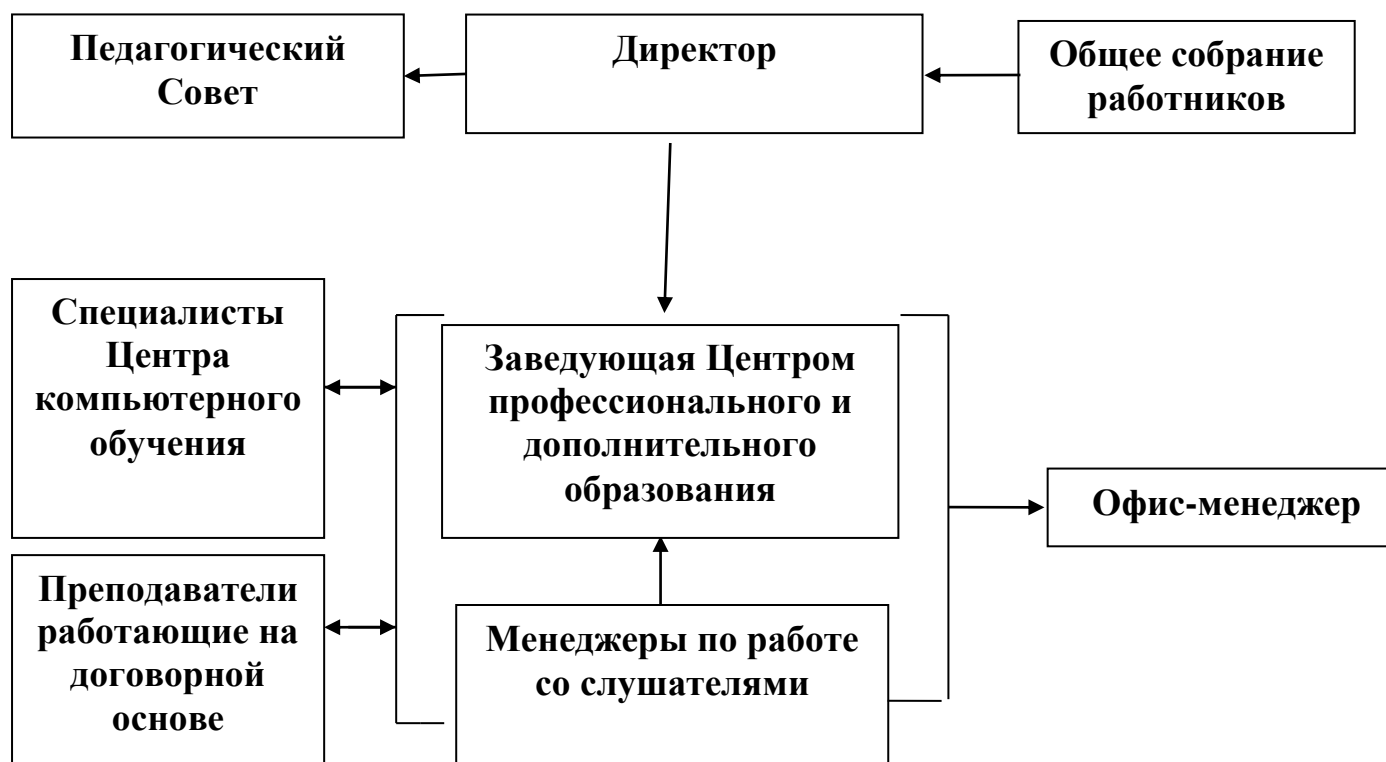 Педагогический
Совет
Директор
Общее собрание
работников
Специалисты
Центра
компьютерного
обучения
Заведующая Центром
профессионального и
дополнительного
образования
Офис-менеджер
Преподаватели
работающие на
договорной
основе
Менеджеры по работе
со слушателями